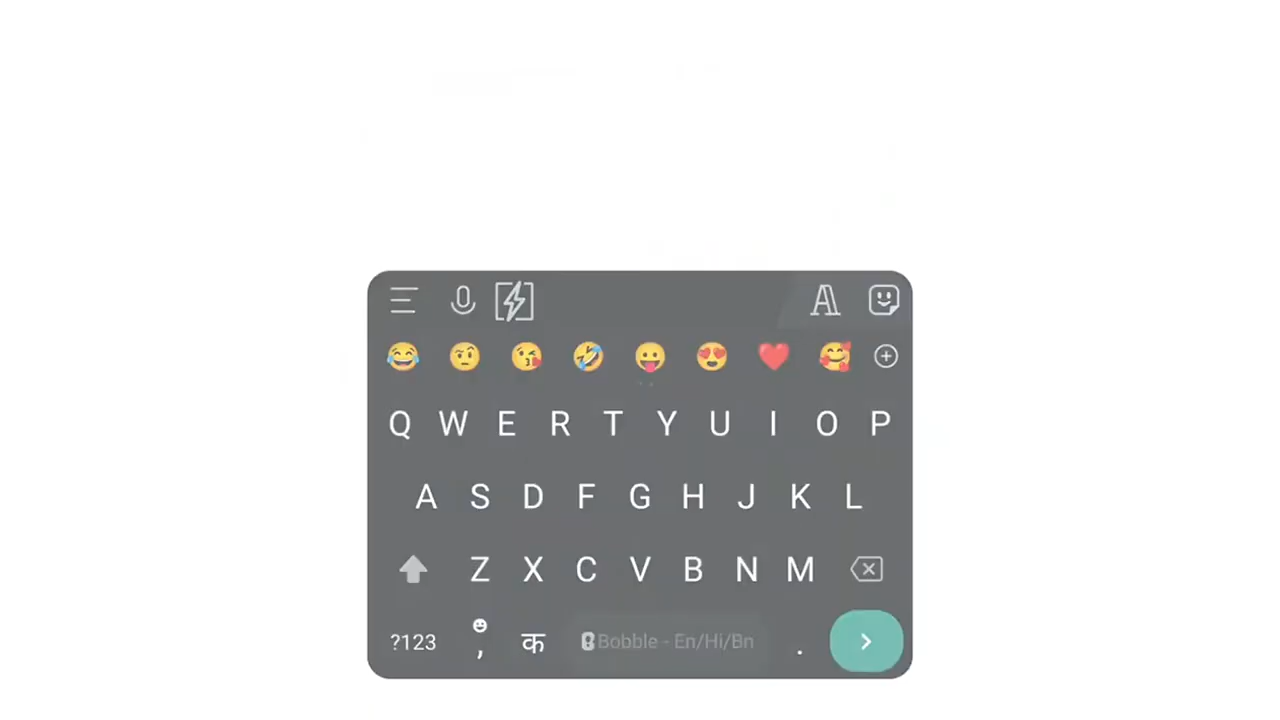 Q W E R T Y U I O P
A S D F G H J K L
Z X C V B N M
?123 , क Bobble - En/Hi/Bn .